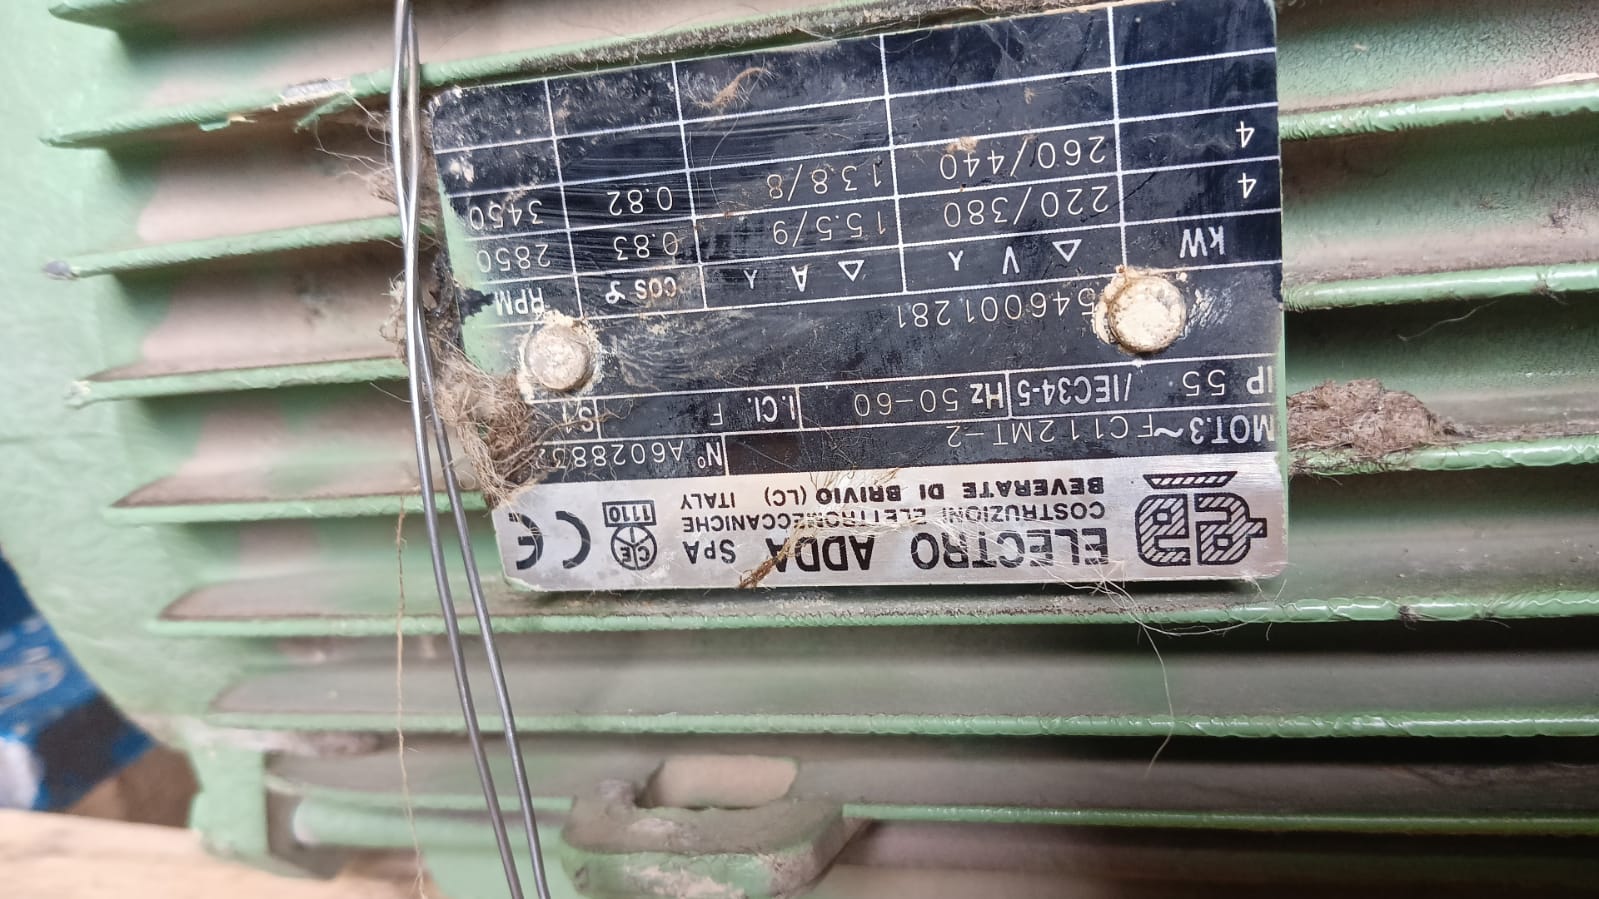 ELECTRO ADDA SPA
COSTRUZIONI ELETTROMECCANICHE
BEVERATE DI BRIVIO (LC) ITALY
CE
1110
CE
MOT.3~ FC112MT-2 N° A602885
IP 55 /IEC34-5 Hz 50-60 I.Cl. F S1
546001281
kW Δ V Y Δ A Y cos φ RPM
4 220/380 15.5/9 0.83 2850
4 260/440 13.8/8 0.82 3450